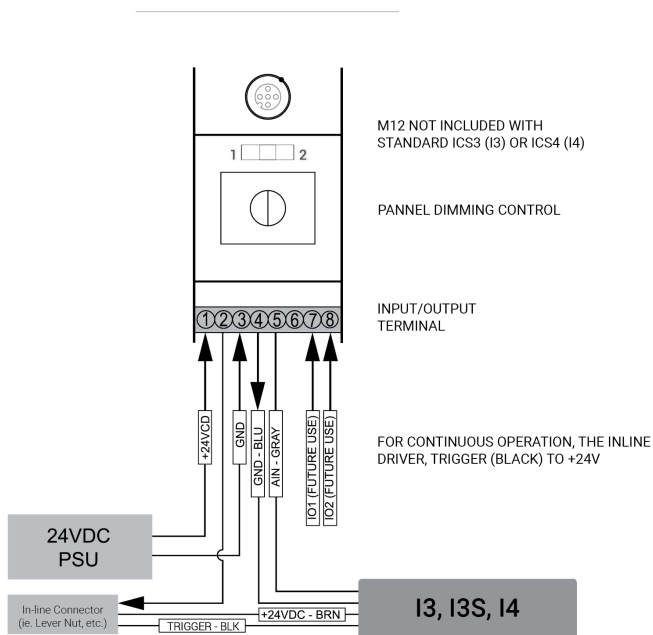 M12 NOT INCLUDED WITH
STANDARD ICS3 (I3) OR ICS4 (I4)
1 2
PANNEL DIMMING CONTROL
INPUT/OUTPUT
TERMINAL
1 2 3 4 5 6 7 8
+24VCD
GND
GND - BLU
AIN - GRAY
IO1 (FUTURE USE)
IO2 (FUTURE USE)
FOR CONTINUOUS OPERATION, THE INLINE
DRIVER, TRIGGER (BLACK) TO +24V
24VDC
PSU
In-line Connector
(ie. Lever Nut, etc.)
+24VDC - BRN
TRIGGER - BLK
I3, I3S, I4